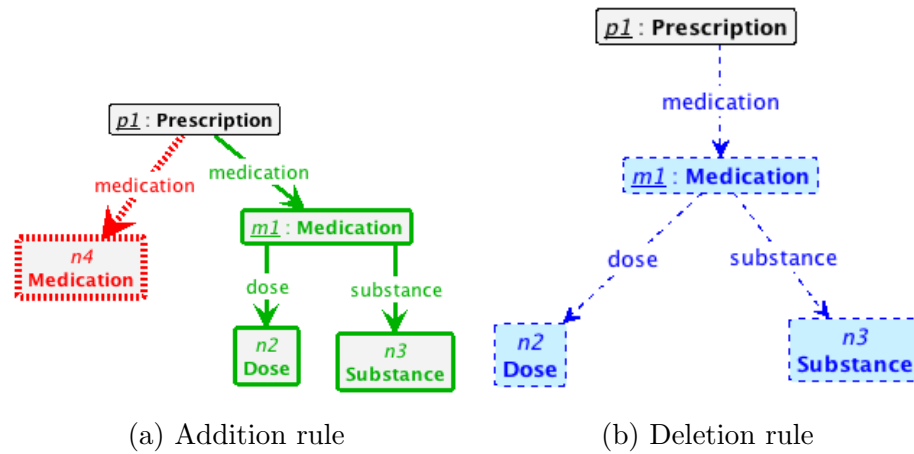 p1 : Prescription
medication
medication
n4
Medication
m1 : Medication
dose
substance
n2
Dose
n3
Substance
(a) Addition rule
p1 : Prescription
medication
m1 : Medication
dose
substance
n2
Dose
n3
Substance
(b) Deletion rule